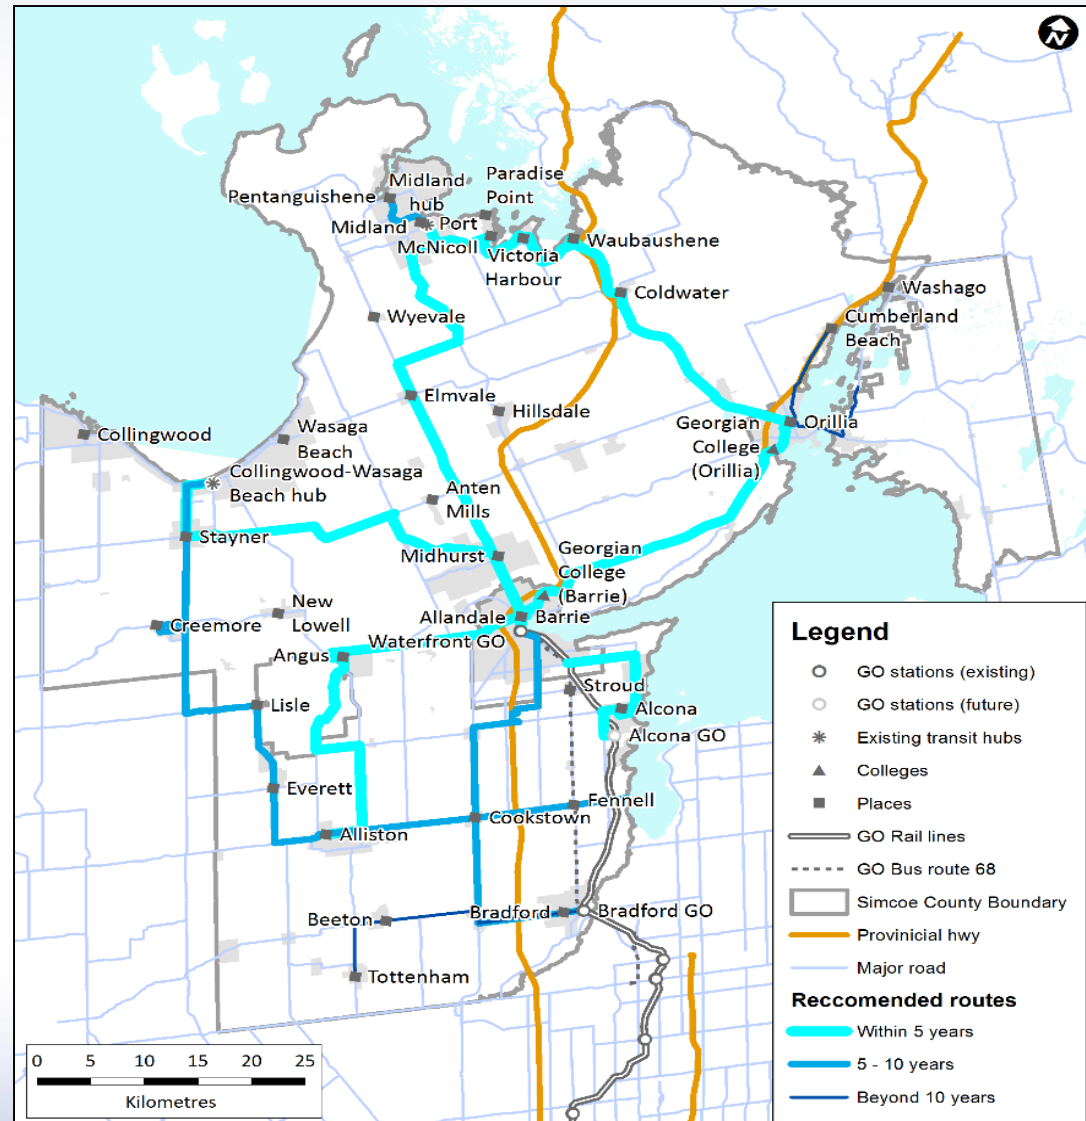 N
Paradise
Point
Midland
hub
Pentanguishene
Midland
Port
McNicoll
Victoria
Harbour
Waubaushene
Coldwater
Washago
Cumberland
Beach
Wyevale
Elmvale
Hillsdale
Georgian
College
(Orillia)
Orillia
Collingwood
Wasaga
Beach
Collingwood-Wasaga
Beach hub
Anten
Mills
Stayner
Midhurst
Georgian
College
(Barrie)
New
Lowell
Creemore
Allandale
Waterfront GO
Barrie
Angus
Stroud
Lisle
Alcona
Alcona GO
Everett
Fennell
Cookstown
Alliston
Beeton
Bradford
Bradford GO
Tottenham
Legend
GO stations (existing)
GO stations (future)
Existing transit hubs
Colleges
Places
GO Rail lines
GO Bus route 68
Simcoe County Boundary
Provinicial hwy
Major road
Reccomended routes
Within 5 years
5 - 10 years
Beyond 10 years
0 5 10 15 20 25
Kilometres